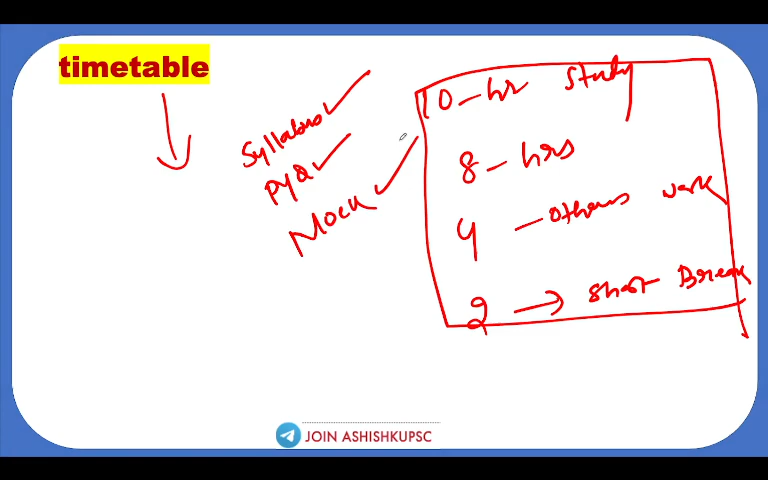 timetable
Syllabus
PYQ
Mock
10-hr Study
8-hrs
4 - Others work
2 → Short Break
JOIN ASHISHKUPSC